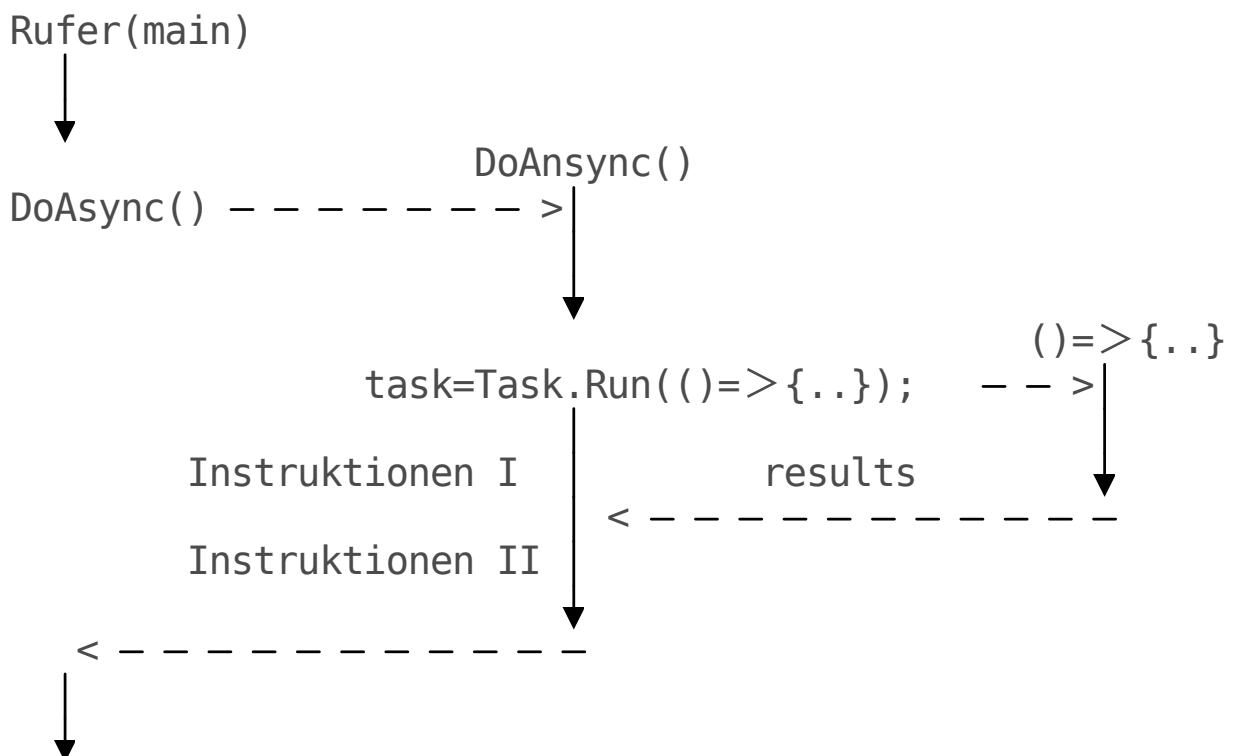 Rufer(main)
DoAnsync()
DoAsync() — — — — — — — — — >
()=＞{..}
task=Task.Run(()=＞{..}); — — >
Instruktionen I results
< — — — — — — — — — — — — — —
Instruktionen II
< — — — — — — — — — — — —